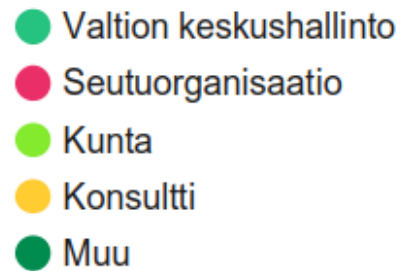 Valtion keskushallinto
Seutuorganisaatio
Kunta
Konsultti
Muu